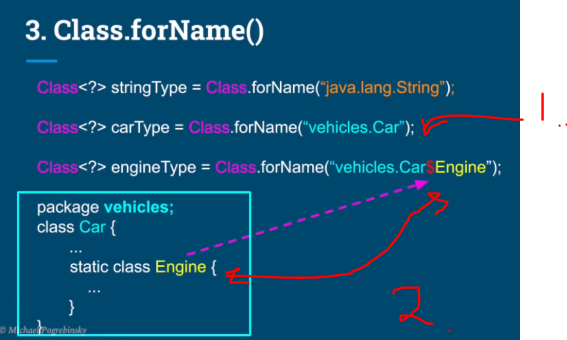 3. Class.forName()
Class<?> stringType = Class.forName(“java.lang.String”);
Class<?> carType = Class.forName(“vehicles.Car”);
1.
Class<?> engineType = Class.forName(“vehicles.Car$Engine”);
package vehicles;
class Car {
...
static class Engine {
...
}
}
2.
© Michael Pogrebinsky